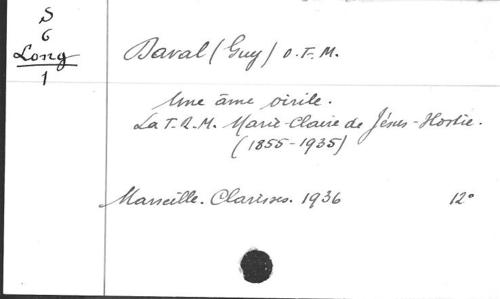 S
6
Long
1
Daval (Guy) O.F.M.
Une âme virile.
La T.R.M. Marie-Claire de Jésus-Hostie.
(1855-1935)
Marseille. Clarisses. 1936 12°